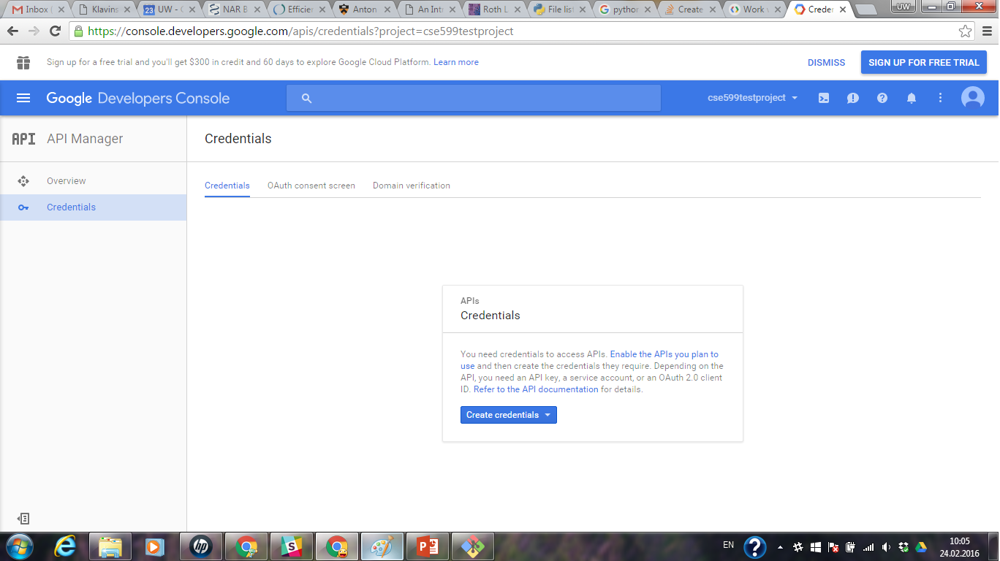 Inbox (
Klavins
23 UW - C
NAR B
Efficien
Anton
An Intr
Roth L
File list
python
Create
Work w
Creder
UW
https://console.developers.google.com/apis/credentials?project=cse599testproject
Sign up for a free trial and you'll get $300 in credit and 60 days to explore Google Cloud Platform. Learn more
DISMISS
SIGN UP FOR FREE TRIAL
Google Developers Console
cse599testproject
API API Manager
Credentials
Overview
Credentials
Credentials OAuth consent screen Domain verification
APIs
Credentials
You need credentials to access APIs. Enable the APIs you plan to
use and then create the credentials they require. Depending on the
API, you need an API key, a service account, or an OAuth 2.0 client
ID. Refer to the API documentation for details.
Create credentials
hp
EN
10:05
24.02.2016